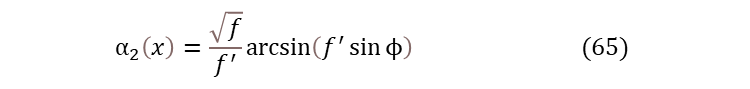 α₂(x) = √f / f′ arcsin(f′ sin ϕ) (65)